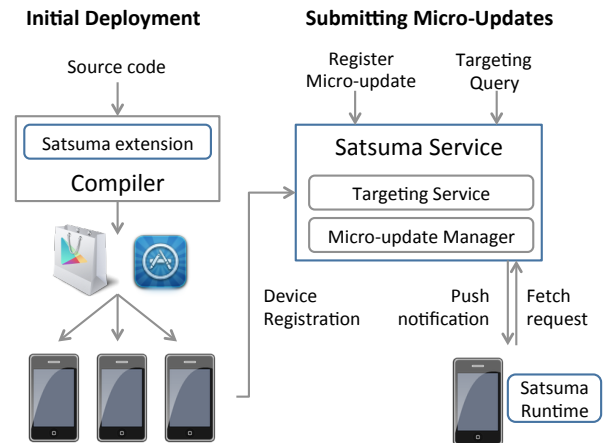 Initial Deployment
Source code
Satsuma extension
Compiler
Device
Registration
Submitting Micro-Updates
Register
Micro-update
Targeting
Query
Satsuma Service
Targeting Service
Micro-update Manager
Push
notification
Fetch
request
Satsuma
Runtime